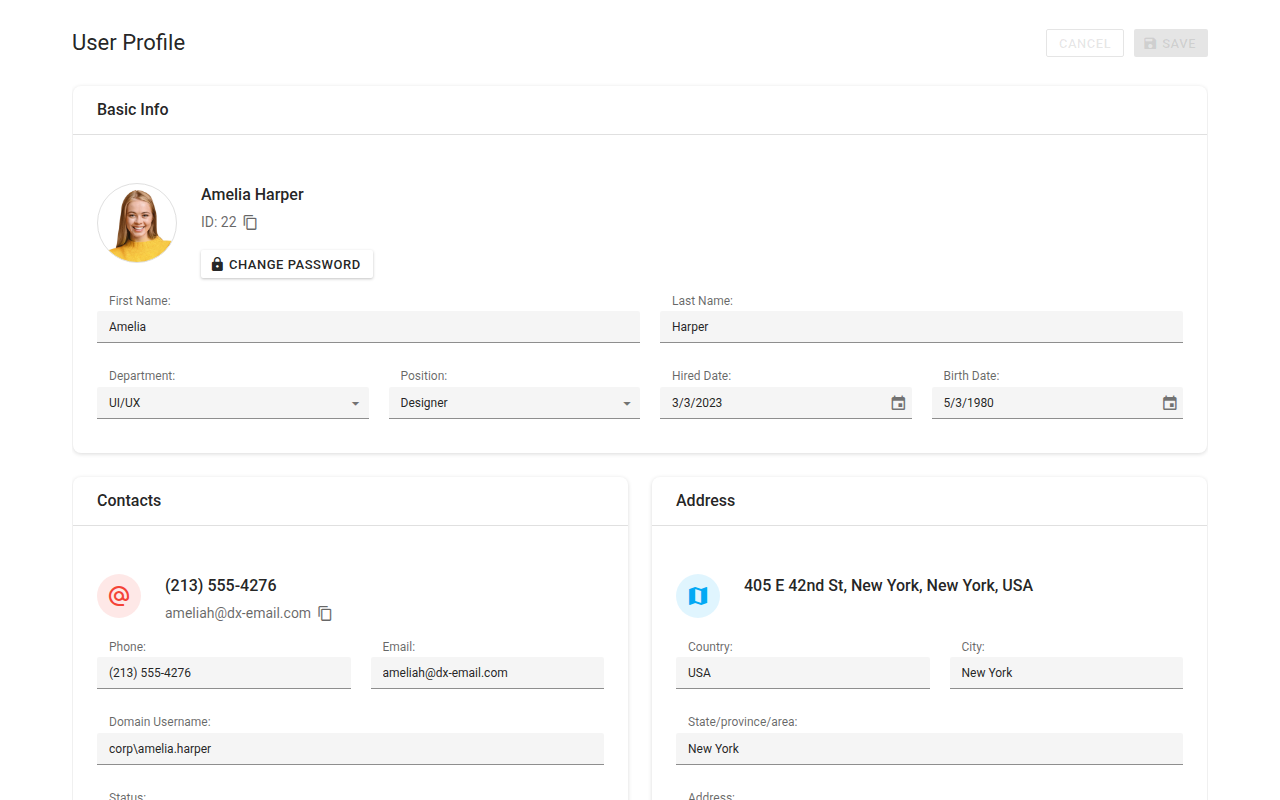 User Profile
CANCEL
SAVE
Basic Info
Amelia Harper
ID: 22
CHANGE PASSWORD
First Name:
Last Name:
Amelia
Harper
Department:
Position:
Hired Date:
Birth Date:
UI/UX
Designer
3/3/2023
5/3/1980
Contacts
(213) 555-4276
ameliah@dx-email.com
Phone:
Email:
(213) 555-4276
ameliah@dx-email.com
Domain Username:
corp\amelia.harper
Status:
Address
405 E 42nd St, New York, New York, USA
Country:
City:
USA
New York
State/province/area:
New York
Address: